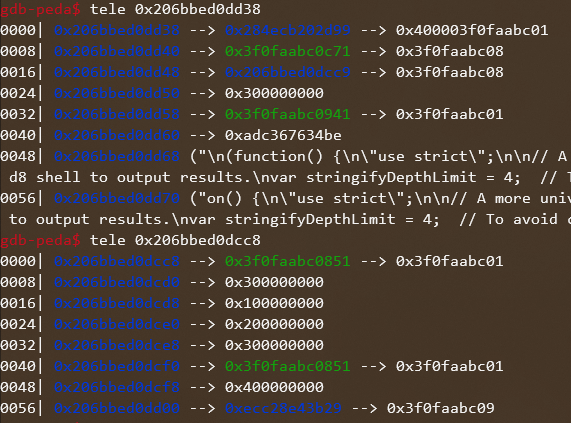 gdb-peda$ tele 0x206bbed0dd38
0000| 0x206bbed0dd38 --> --> 0x400003f0faabc01
0008| 0x206bbed0dd40 --> 0x3f0faabc0c71 --> 0x3f0faabc08
0016| 0x206bbed0dd48 --> 0x206bbed0dcc9 --> 0x3f0faabc08
0024| 0x206bbed0dd50 --> 0x300000000
0032| 0x206bbed0dd58 --> 0x3f0faabc0941 --> 0x3f0faabc01
0040| 0x206bbed0dd60 --> 0xadc367634be
0048| 0x206bbed0dd68 ("\n(function() {\n\"use strict\";\n\n// A
d8 shell to output results.\nvar stringifyDepthLimit = 4;  // T
0056| 0x206bbed0dd70 ("on() {\n\"use strict\";\n\n// A more univ
to output results.\nvar stringifyDepthLimit = 4;  // To avoid c
gdb-peda$ tele 0x206bbed0dcc8
0000| 0x206bbed0dcc8 --> 0x3f0faabc0851 --> 0x3f0faabc01
0008| 0x206bbed0dcd0 --> 0x300000000
0016| 0x206bbed0dcd8 --> 0x100000000
0024| 0x206bbed0dce0 --> 0x200000000
0032| 0x206bbed0dce8 --> 0x300000000
0040| 0x206bbed0dcf0 --> 0x3f0faabc0851 --> 0x3f0faabc01
0048| 0x206bbed0dcf8 --> 0x400000000
0056| 0x206bbed0dd00 --> --> 0x3f0faabc09